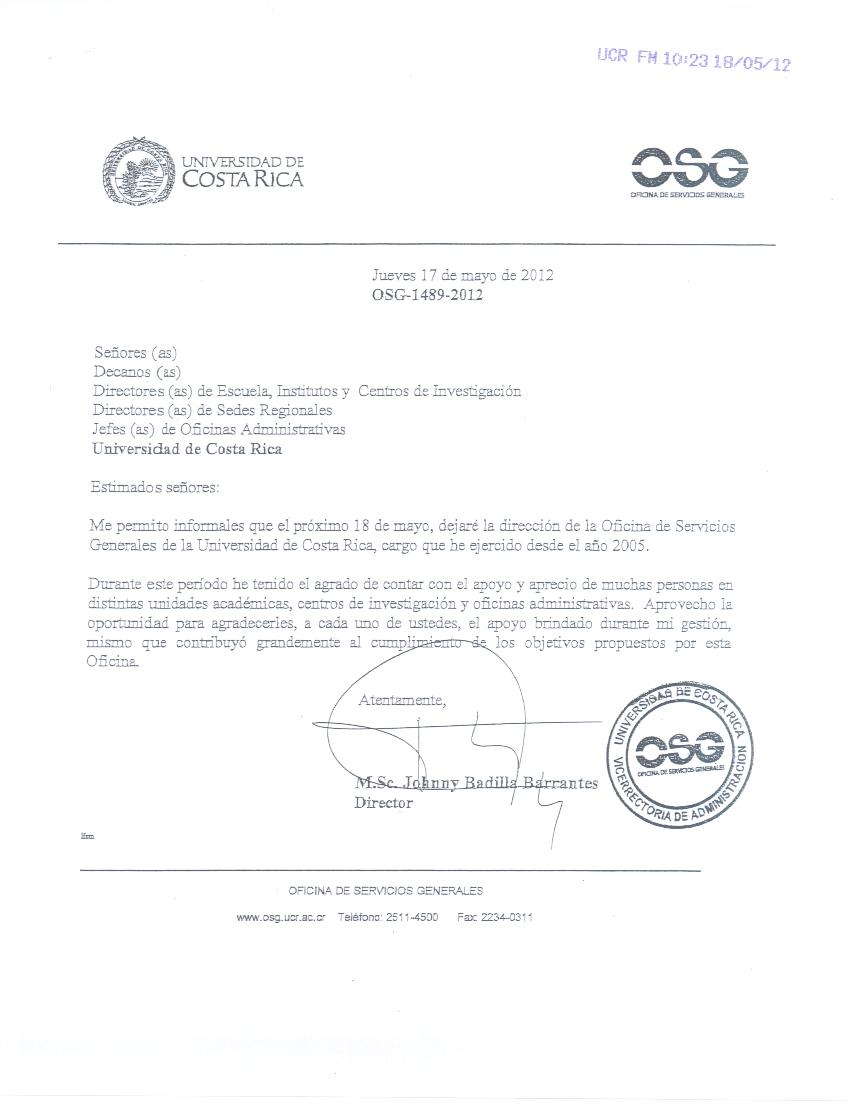 UCR FM 10:23 18/05/12
UNIVERSIDAD DE
COSTA RICA
OSG
OFICINA DE SERVICIOS GENERALES
Jueves 17 de mayo de 2012
OSG-1489-2012
Señores (as)
Decanos (as)
Directores (as) de Escuela, Institutos y Centros de Investigación
Directores (as) de Sedes Regionales
Jefes (as) de Oficinas Administrativas
Universidad de Costa Rica
Estimados señores:
Me permito informales que el próximo 18 de mayo, dejaré la dirección de la Oficina de Servicios
Generales de la Universidad de Costa Rica, cargo que he ejercido desde el año 2005.
Durante este período he tenido el agrado de contar con el apoyo y aprecio de muchas personas en
distintas unidades académicas, centros de investigación y oficinas administrativas. Aprovecho la
oportunidad para agradecerles, a cada uno de ustedes, el apoyo brindado durante mi gestión,
mismo que contribuyó grandemente al cumplimiento de los objetivos propuestos por esta
Oficina.
Atentamente,
M.Sc. Johnny Badilla Barrantes
Director
UNIVERSIDAD DE COSTA RICA
OSG
OFICINA DE SERVICIOS GENERALES
VICERRECTORIA DE ADMINISTRACION
OFICINA DE SERVICIOS GENERALES
www.osg.ucr.ac.cr Teléfono: 2511-4500 Fax: 2234-0311